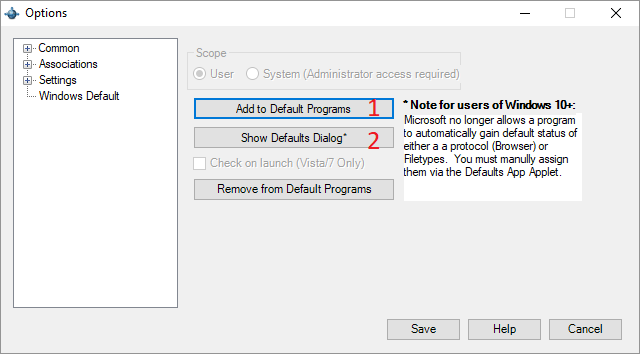 Options
Common
Associations
Settings
Windows Default
Scope
User
System (Administrator access required)
Add to Default Programs 1
Show Defaults Dialog* 2
Check on launch (Vista/7 Only)
Remove from Default Programs
* Note for users of Windows 10+:
Microsoft no longer allows a program
to automatically gain default status of
either a a protocol (Browser) or
Filetypes.  You must manully assign
them via the Defaults App Applet.
Save
Help
Cancel